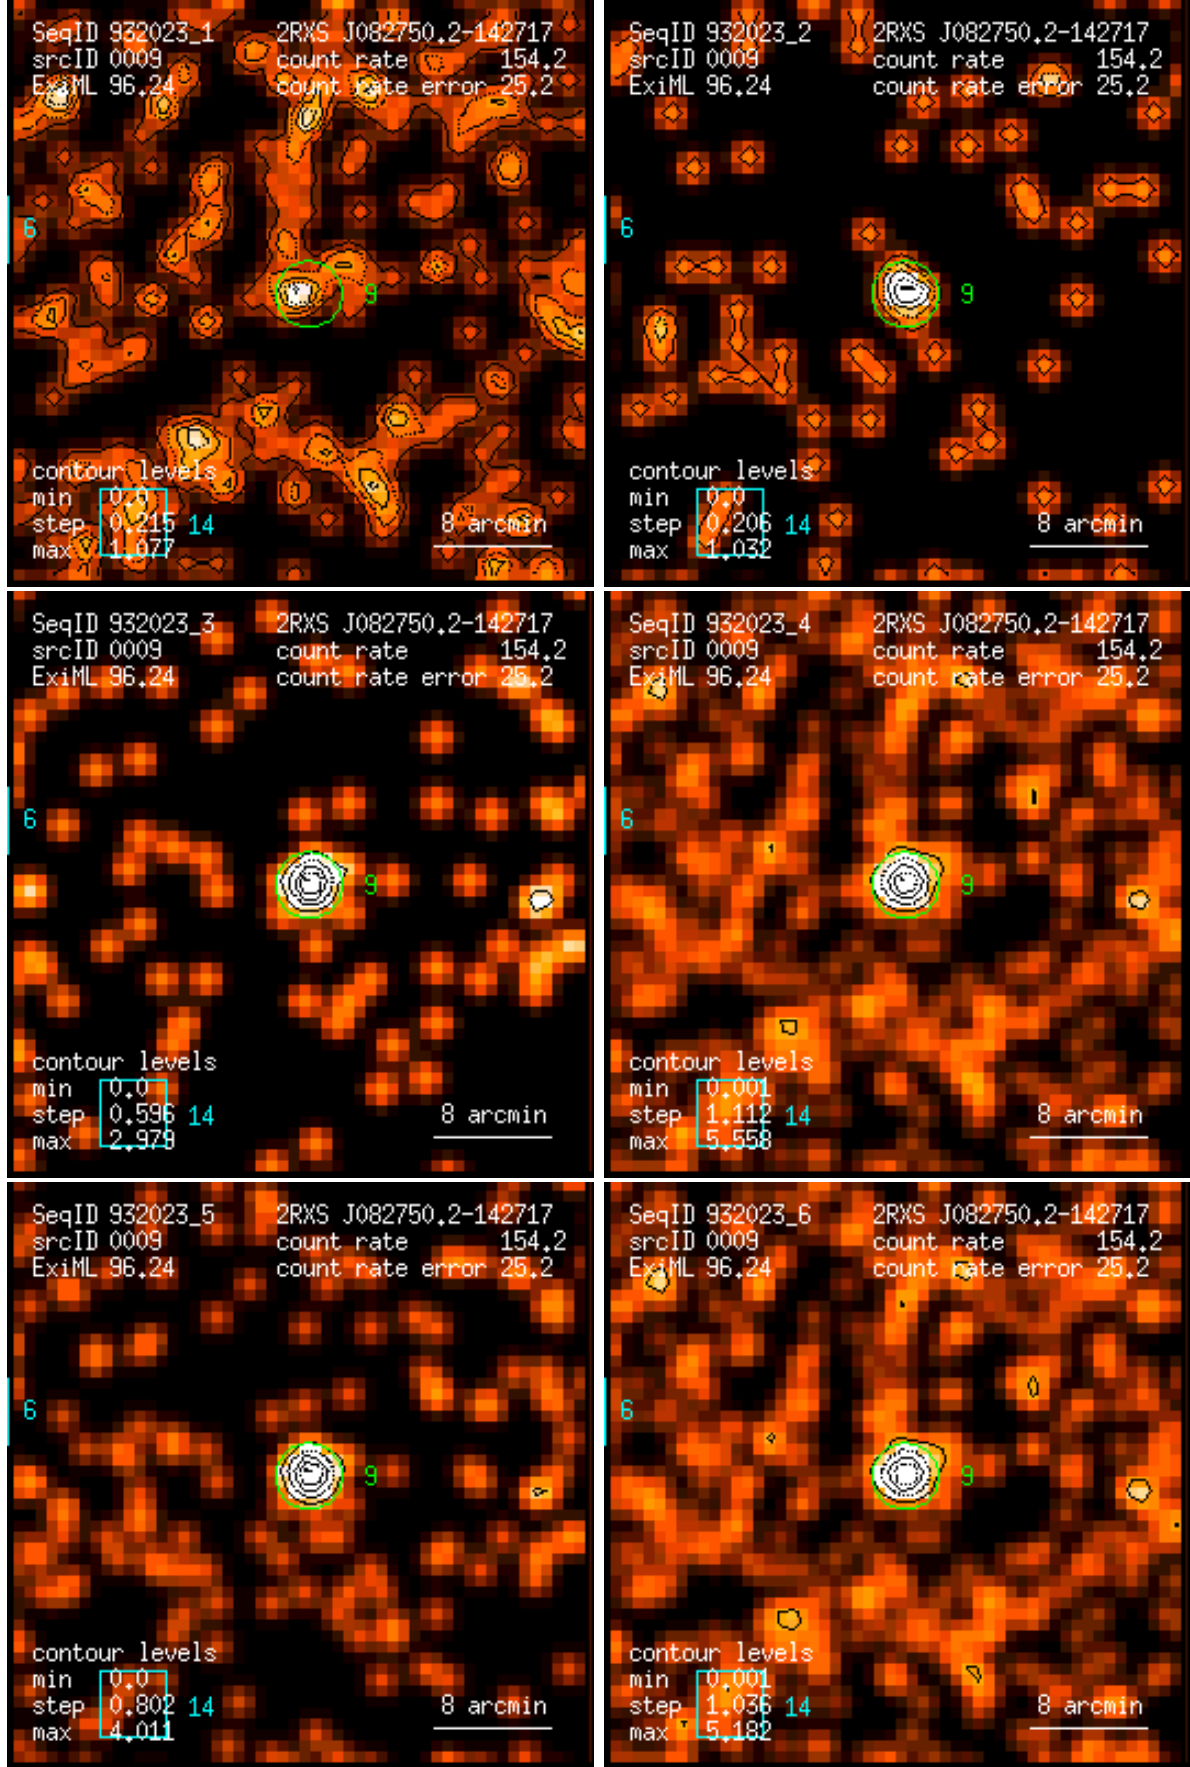 SeqID 932023_1 2RXS J082750.2-142717
srcID 0009 count rate 154.2
ExiML 96.24 count rate error 25.2
6
9
contour levels
min 0.0
step 0.215 14 8 arcmin
max 1.077
SeqID 932023_2 2RXS J082750.2-142717
srcID 0009 count rate 154.2
ExiML 96.24 count rate error 25.2
6
9
contour levels
min 0.0
step 0.206 14 8 arcmin
max 1.032
SeqID 932023_3 2RXS J082750.2-142717
srcID 0009 count rate 154.2
ExiML 96.24 count rate error 25.2
6
9
contour levels
min 0.0
step 0.596 14 8 arcmin
max 2.979
SeqID 932023_4 2RXS J082750.2-142717
srcID 0009 count rate 154.2
ExiML 96.24 count rate error 25.2
6
9
contour levels
min 0.001
step 1.112 14 8 arcmin
max 5.558
SeqID 932023_5 2RXS J082750.2-142717
srcID 0009 count rate 154.2
ExiML 96.24 count rate error 25.2
6
9
contour levels
min 0.0
step 0.802 14 8 arcmin
max 4.011
SeqID 932023_6 2RXS J082750.2-142717
srcID 0009 count rate 154.2
ExiML 96.24 count rate error 25.2
6
9
contour levels
min 0.001
step 1.036 14 8 arcmin
max 5.182